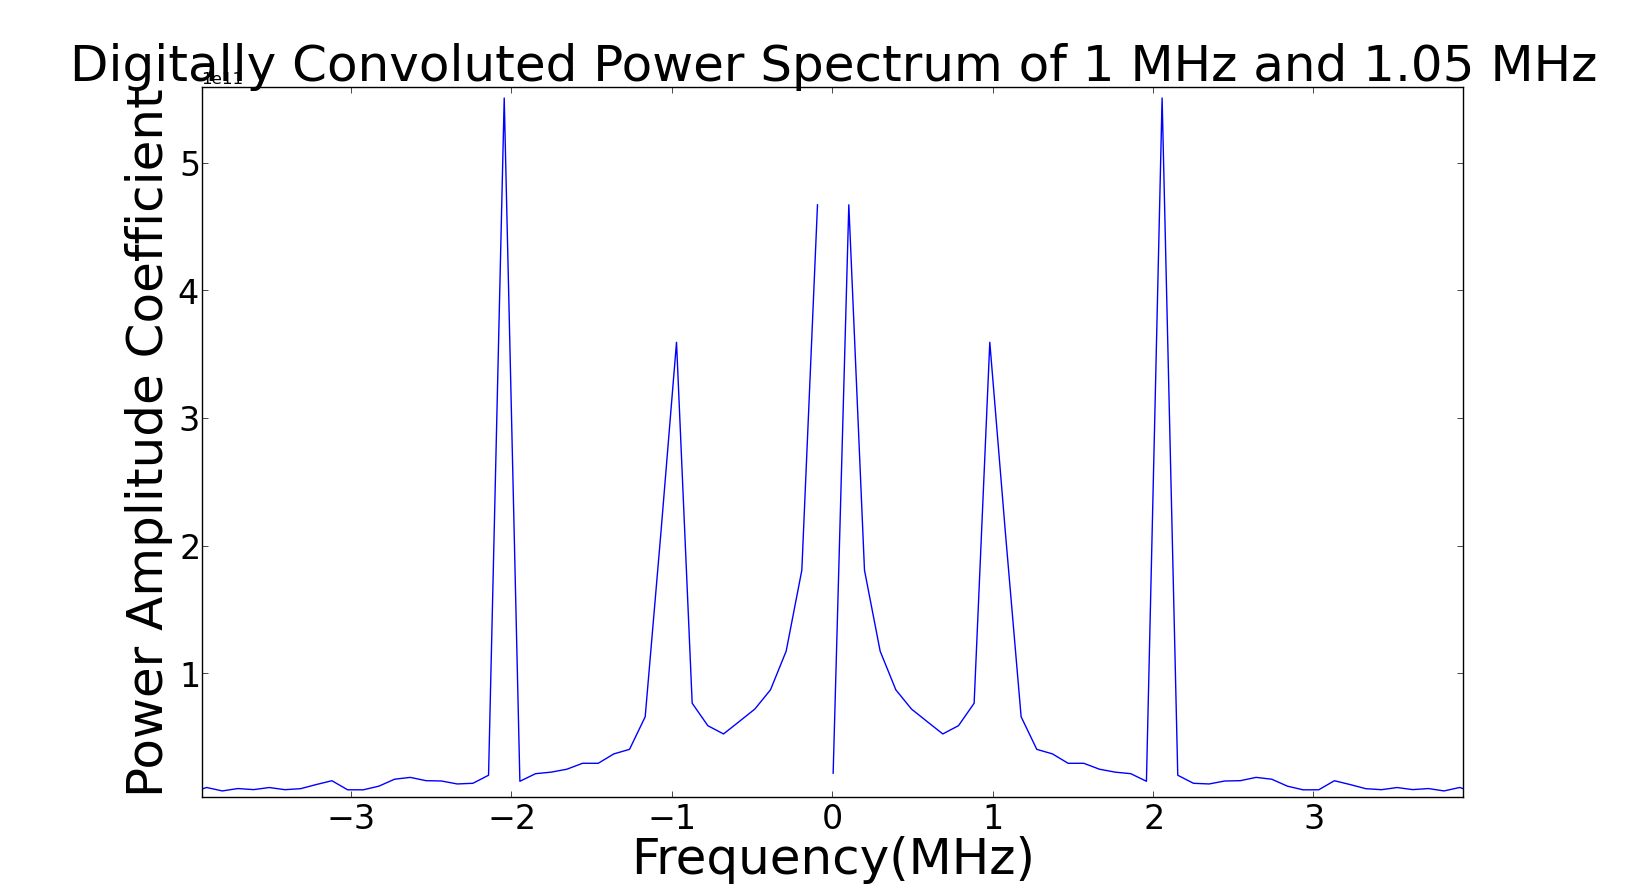 Digitally Convoluted Power Spectrum of 1 MHz and 1.05 MHz
1e11
Power Amplitude Coefficient
5
4
3
2
1
−3 −2 −1 0 1 2 3
Frequency(MHz)